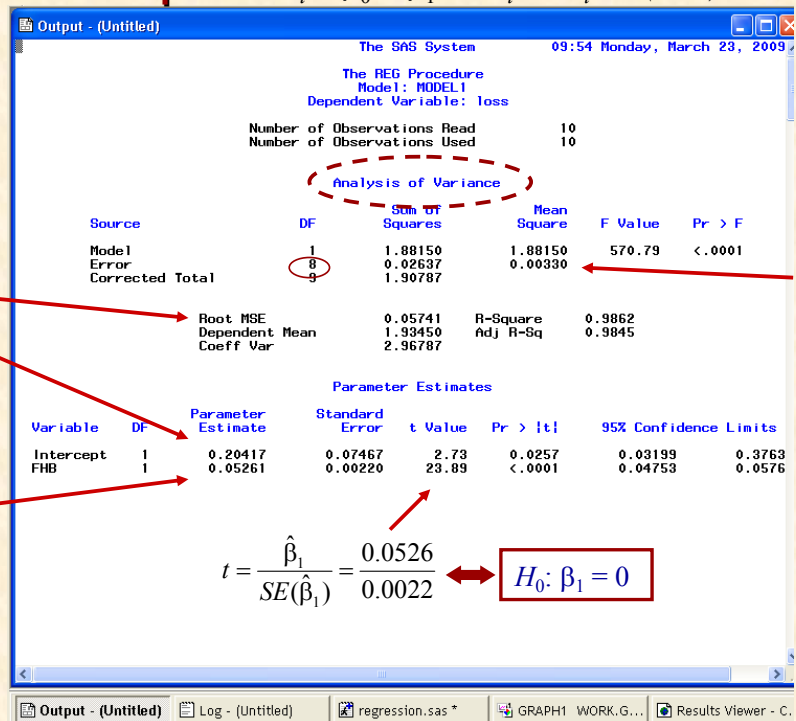 Output - (Untitled)
The SAS System 09:54 Monday, March 23, 2009
The REG Procedure
Model: MODEL1
Dependent Variable: loss
Number of Observations Read 10
Number of Observations Used 10
Analysis of Variance
Sum of Mean
Source DF Squares Square F Value Pr > F
Model 1 1.88150 1.88150 570.79 <.0001
Error 8 0.02637 0.00330
Corrected Total 9 1.90787
Root MSE 0.05741 R-Square 0.9862
Dependent Mean 1.93450 Adj R-Sq 0.9845
Coeff Var 2.96787
Parameter Estimates
Parameter Standard
Variable DF Estimate Error t Value Pr > |t| 95% Confidence Limits
Intercept 1 0.20417 0.07467 2.73 0.0257 0.03199 0.3763
FHB 1 0.05261 0.00220 23.89 <.0001 0.04753 0.0576
t = β̂₁ / SE(β̂₁) = 0.0526 / 0.0022
H₀: β₁ = 0
Output - (Untitled) Log - (Untitled) regression.sas * GRAPH1 WORK.G... Results Viewer - C.